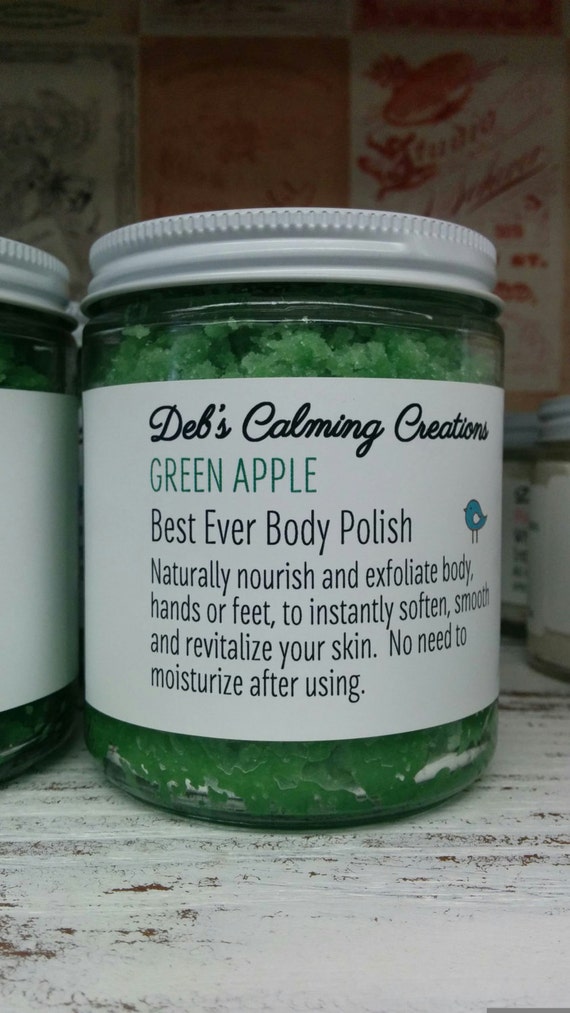 Studio
Deb's Calming Creations
GREEN APPLE
Best Ever Body Polish
Naturally nourish and exfoliate body,
hands or feet, to instantly soften, smooth
and revitalize your skin. No need to
moisturize after using.